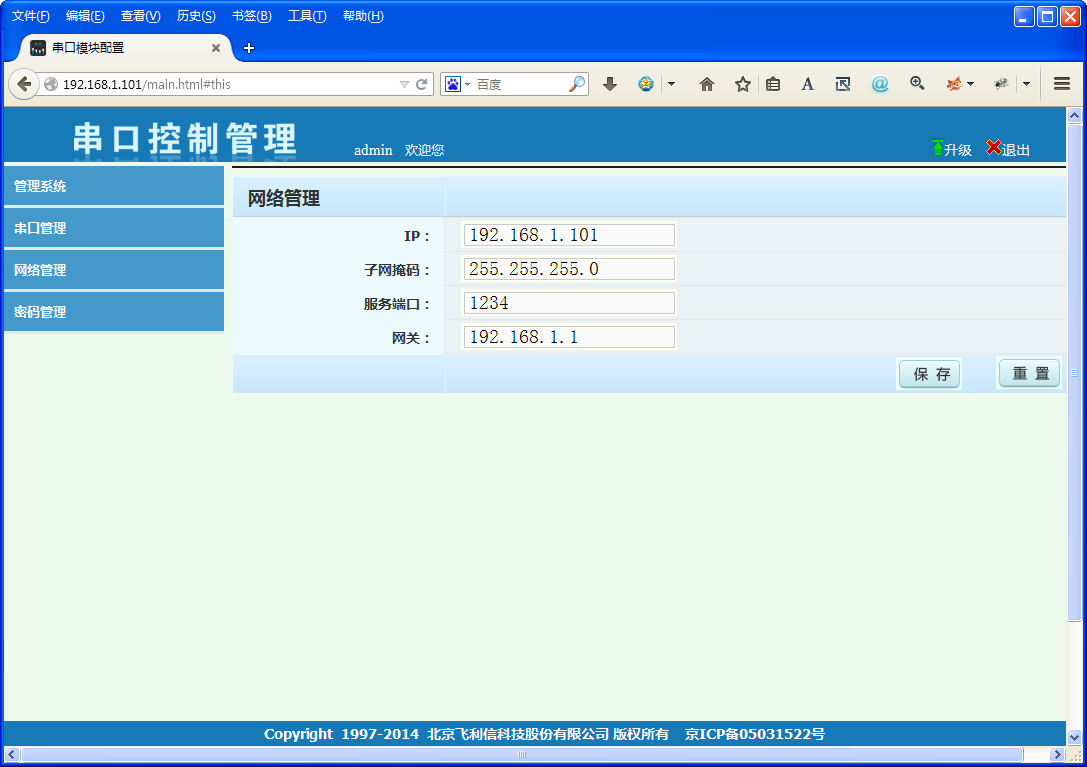 文件(F) 编辑(E) 查看(V) 历史(S) 书签(B) 工具(T) 帮助(H)
串口模块配置
192.168.1.101/main.html#this
百度
串口控制管理
admin 欢迎您
升级 退出
管理系统
串口管理
网络管理
密码管理
网络管理
IP： 192.168.1.101
子网掩码： 255.255.255.0
服务端口： 1234
网关： 192.168.1.1
保 存 重 置
Copyright 1997-2014 北京飞利信科技股份有限公司 版权所有 京ICP备05031522号